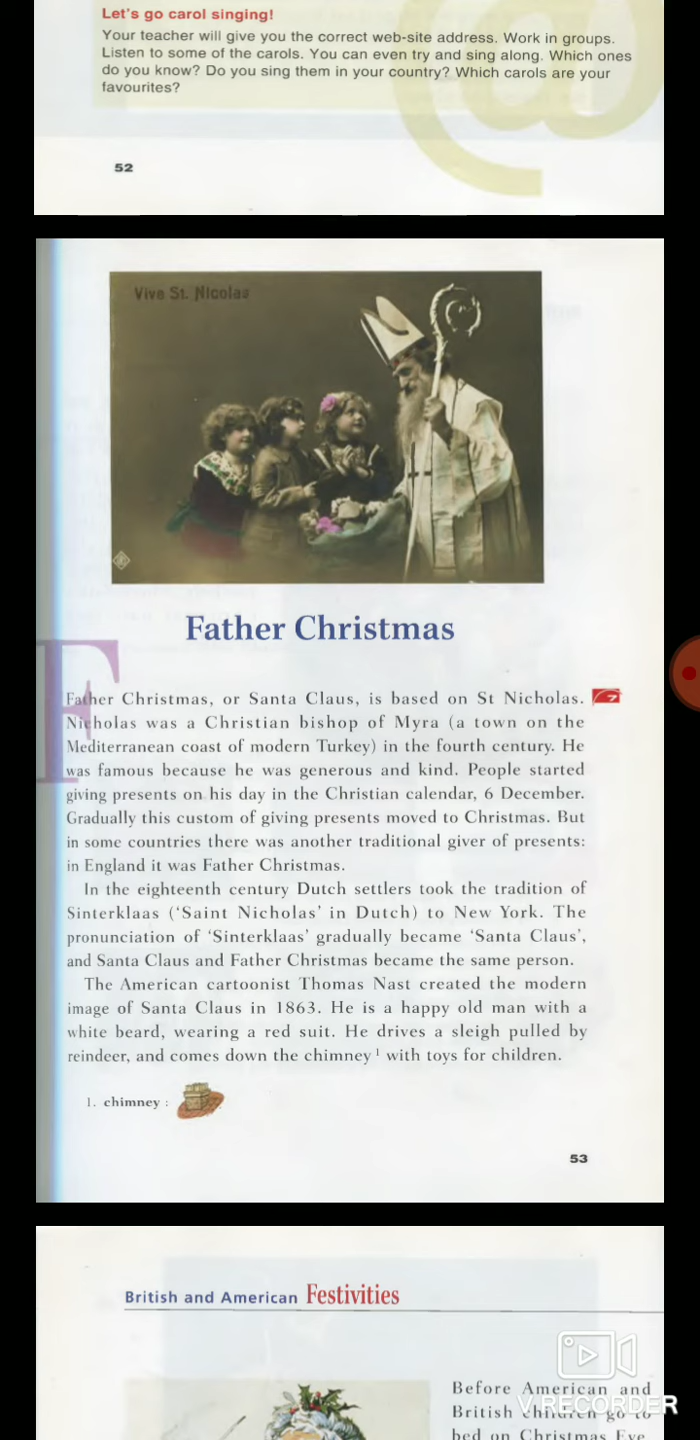 Let's go carol singing!
Your teacher will give you the correct web-site address. Work in groups.
Listen to some of the carols. You can even try and sing along. Which ones
do you know? Do you sing them in your country? Which carols are your
favourites?
52
Vive St. Nicolas
Father Christmas
Father Christmas, or Santa Claus, is based on St Nicholas.
Nicholas was a Christian bishop of Myra (a town on the
Mediterranean coast of modern Turkey) in the fourth century. He
was famous because he was generous and kind. People started
giving presents on his day in the Christian calendar, 6 December.
Gradually this custom of giving presents moved to Christmas. But
in some countries there was another traditional giver of presents:
in England it was Father Christmas.
In the eighteenth century Dutch settlers took the tradition of
Sinterklaas (‘Saint Nicholas’ in Dutch) to New York. The
pronunciation of ‘Sinterklaas’ gradually became ‘Santa Claus’,
and Santa Claus and Father Christmas became the same person.
The American cartoonist Thomas Nast created the modern
image of Santa Claus in 1863. He is a happy old man with a
white beard, wearing a red suit. He drives a sleigh pulled by
reindeer, and comes down the chimney 1 with toys for children.
1. chimney :
53
British and American Festivities
Before American and
British children go to
bed on Christmas Eve
V RECORDER